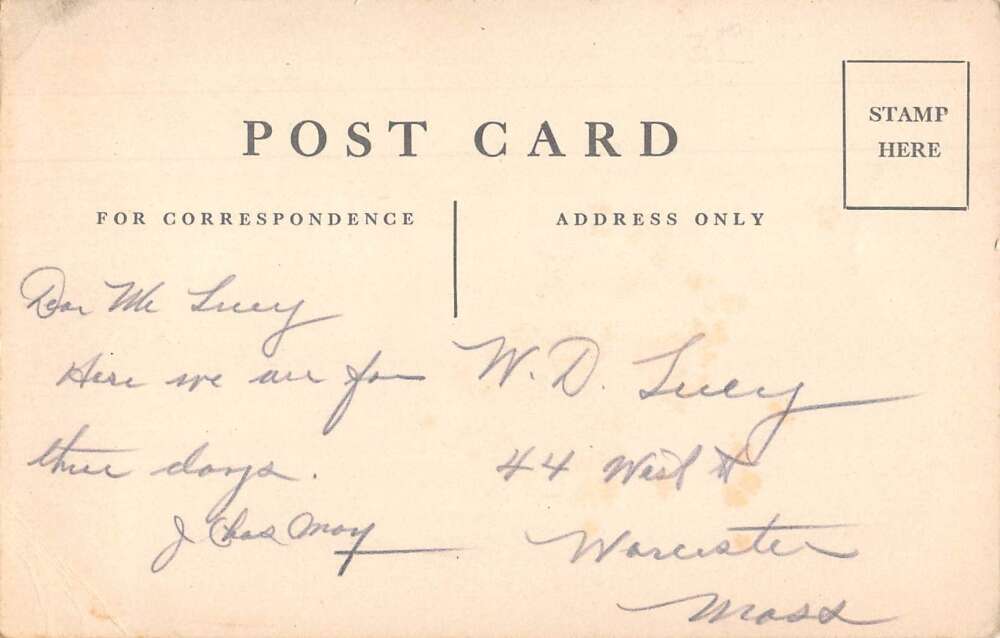 POST CARD
STAMP
HERE
FOR CORRESPONDENCE
ADDRESS ONLY
Dear Mr Lucy
Here we are for
three days.
J Chas May
W. D. Lucy
44 West St
Worcester
Mass